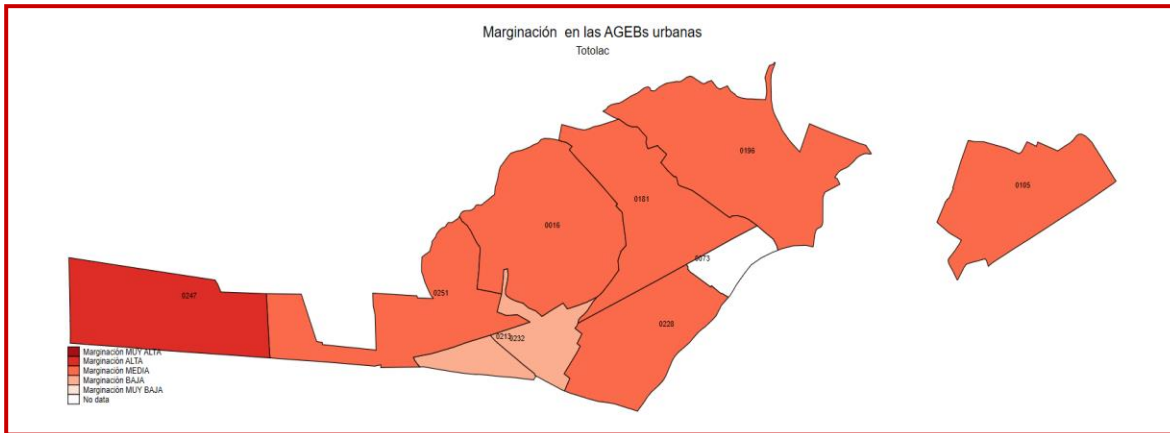 Marginación en las AGEBs urbanas
Totolac
0196
0105
0181
0016
0073
0251
0247
0228
0213
0232
Marginación MUY ALTA
Marginación ALTA
Marginación MEDIA
Marginación BAJA
Marginación MUY BAJA
No data